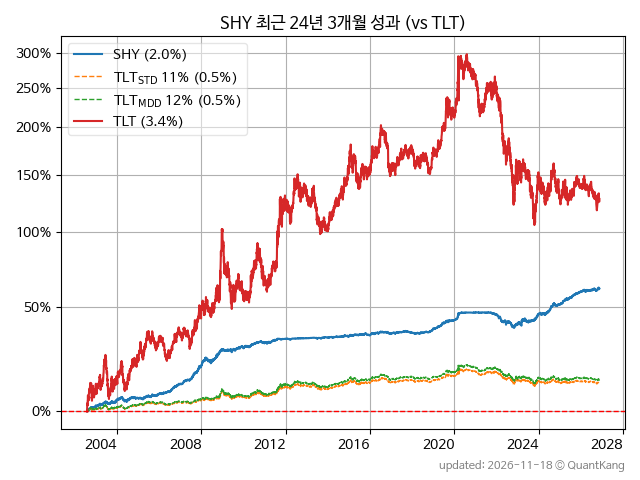 SHY 최근 24년 3개월 성과 (vs TLT)
SHY (2.0%)
TLT_STD 11% (0.5%)
TLT_MDD 12% (0.5%)
TLT (3.4%)
300%
250%
200%
150%
100%
50%
0%
2004 2008 2012 2016 2020 2024 2028
updated: 2026-11-18 © QuantKang